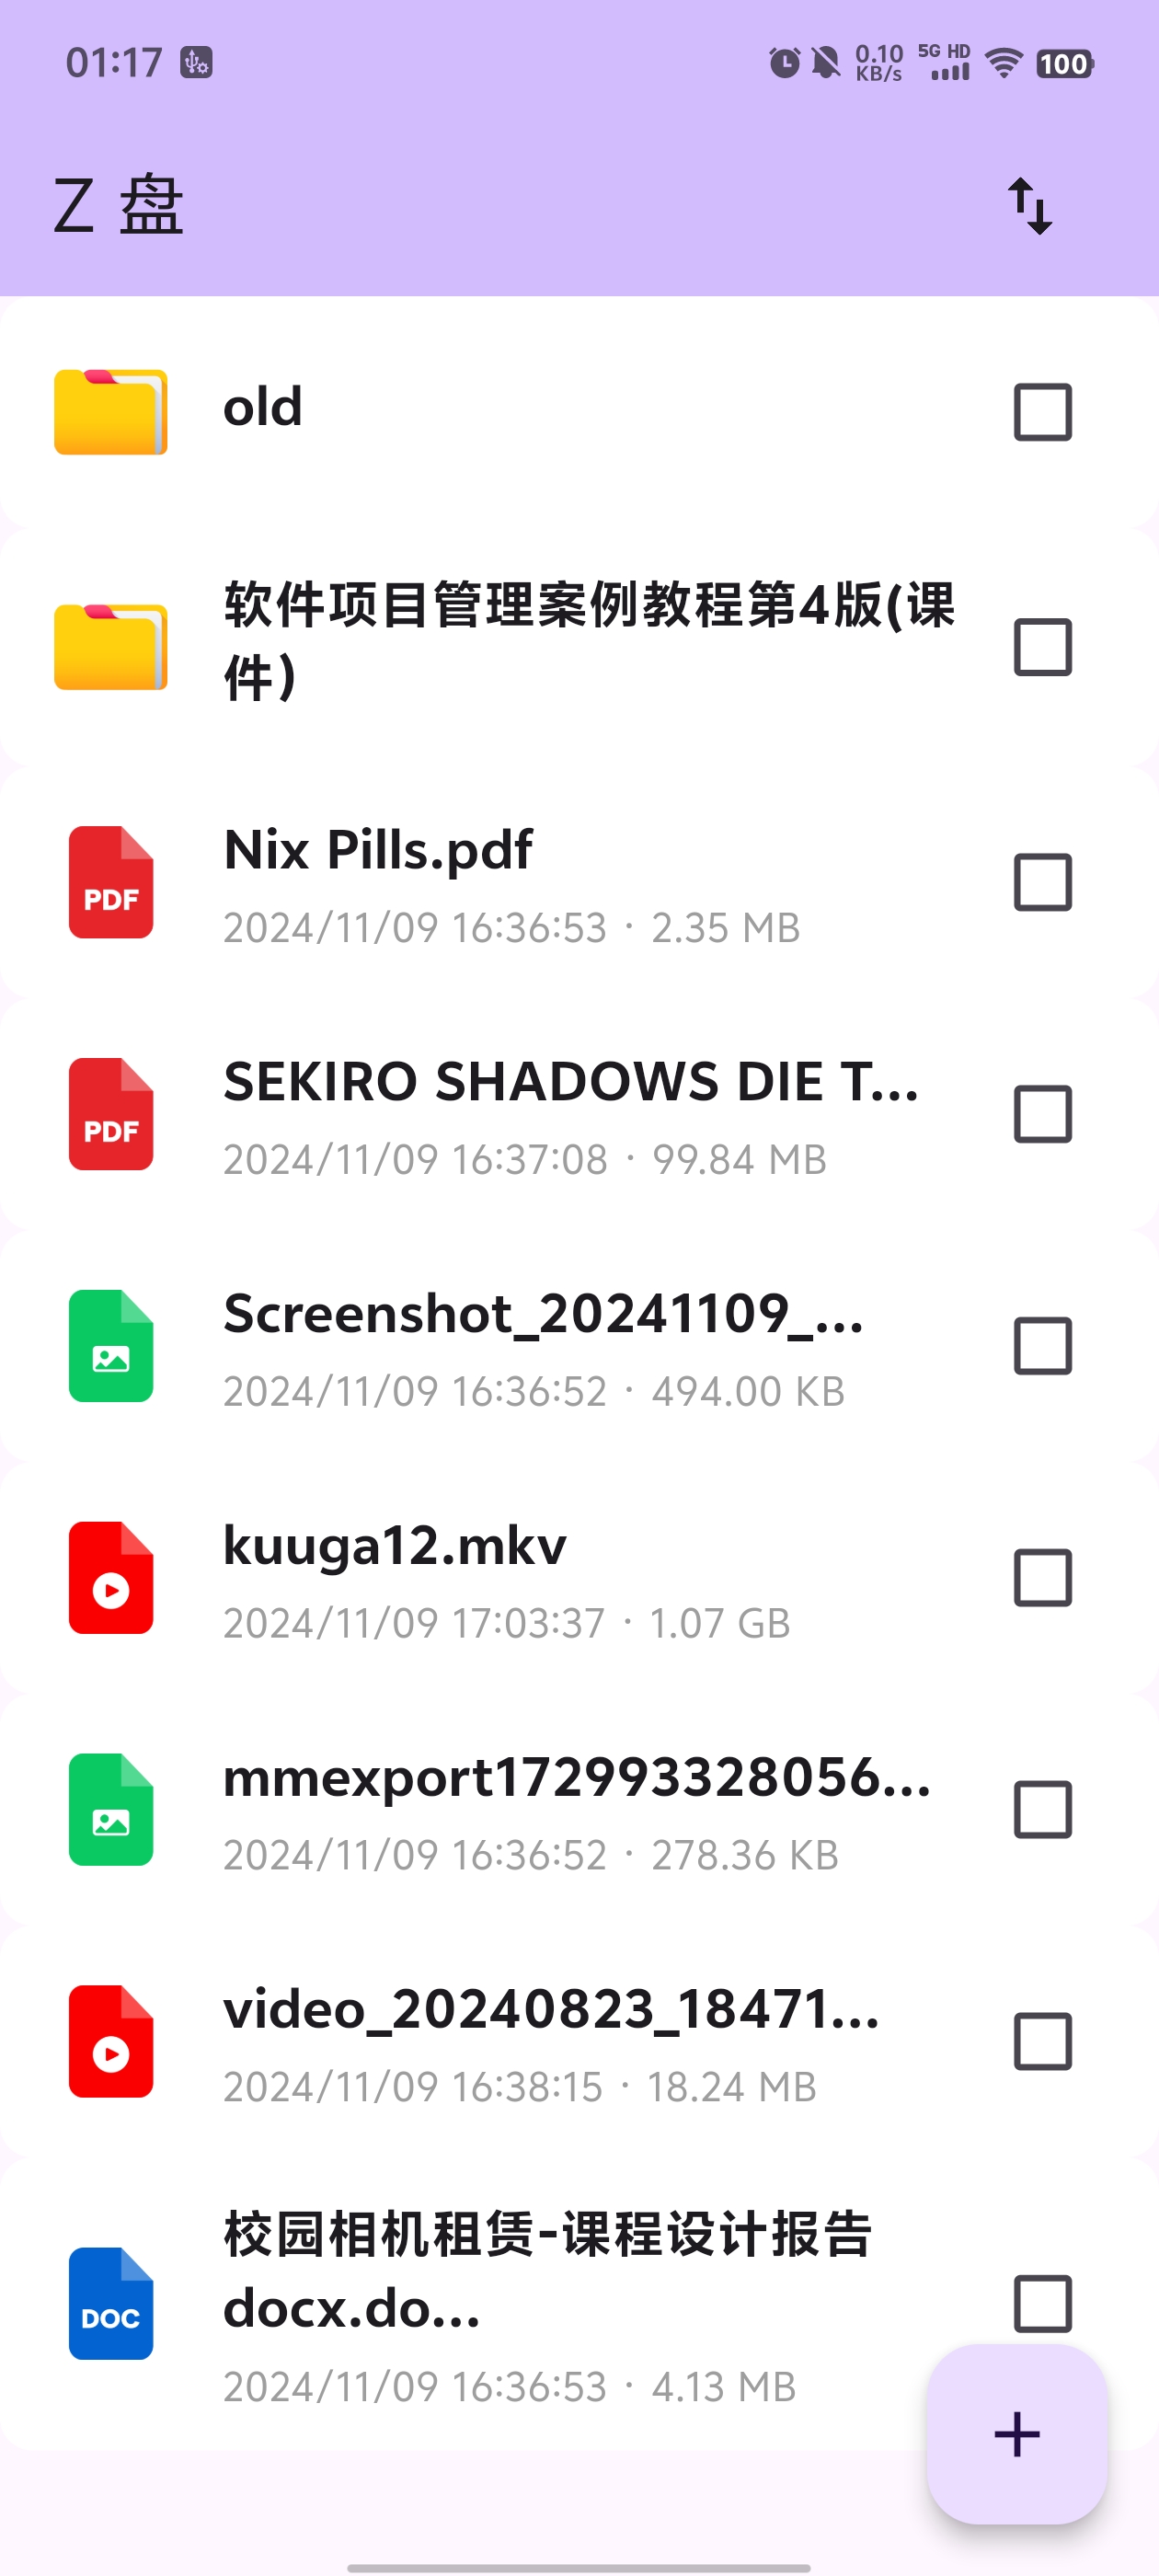 01:17
0.10 KB/s 5G HD 100
Z 盘
old
软件项目管理案例教程第4版(课
件)
Nix Pills.pdf
PDF
2024/11/09 16:36:53 · 2.35 MB
SEKIRO SHADOWS DIE T...
PDF
2024/11/09 16:37:08 · 99.84 MB
Screenshot_20241109_...
2024/11/09 16:36:52 · 494.00 KB
kuuga12.mkv
2024/11/09 17:03:37 · 1.07 GB
mmexport172993328056...
2024/11/09 16:36:52 · 278.36 KB
video_20240823_18471...
2024/11/09 16:38:15 · 18.24 MB
校园相机租赁-课程设计报告
docx.do...
DOC
2024/11/09 16:36:53 · 4.13 MB